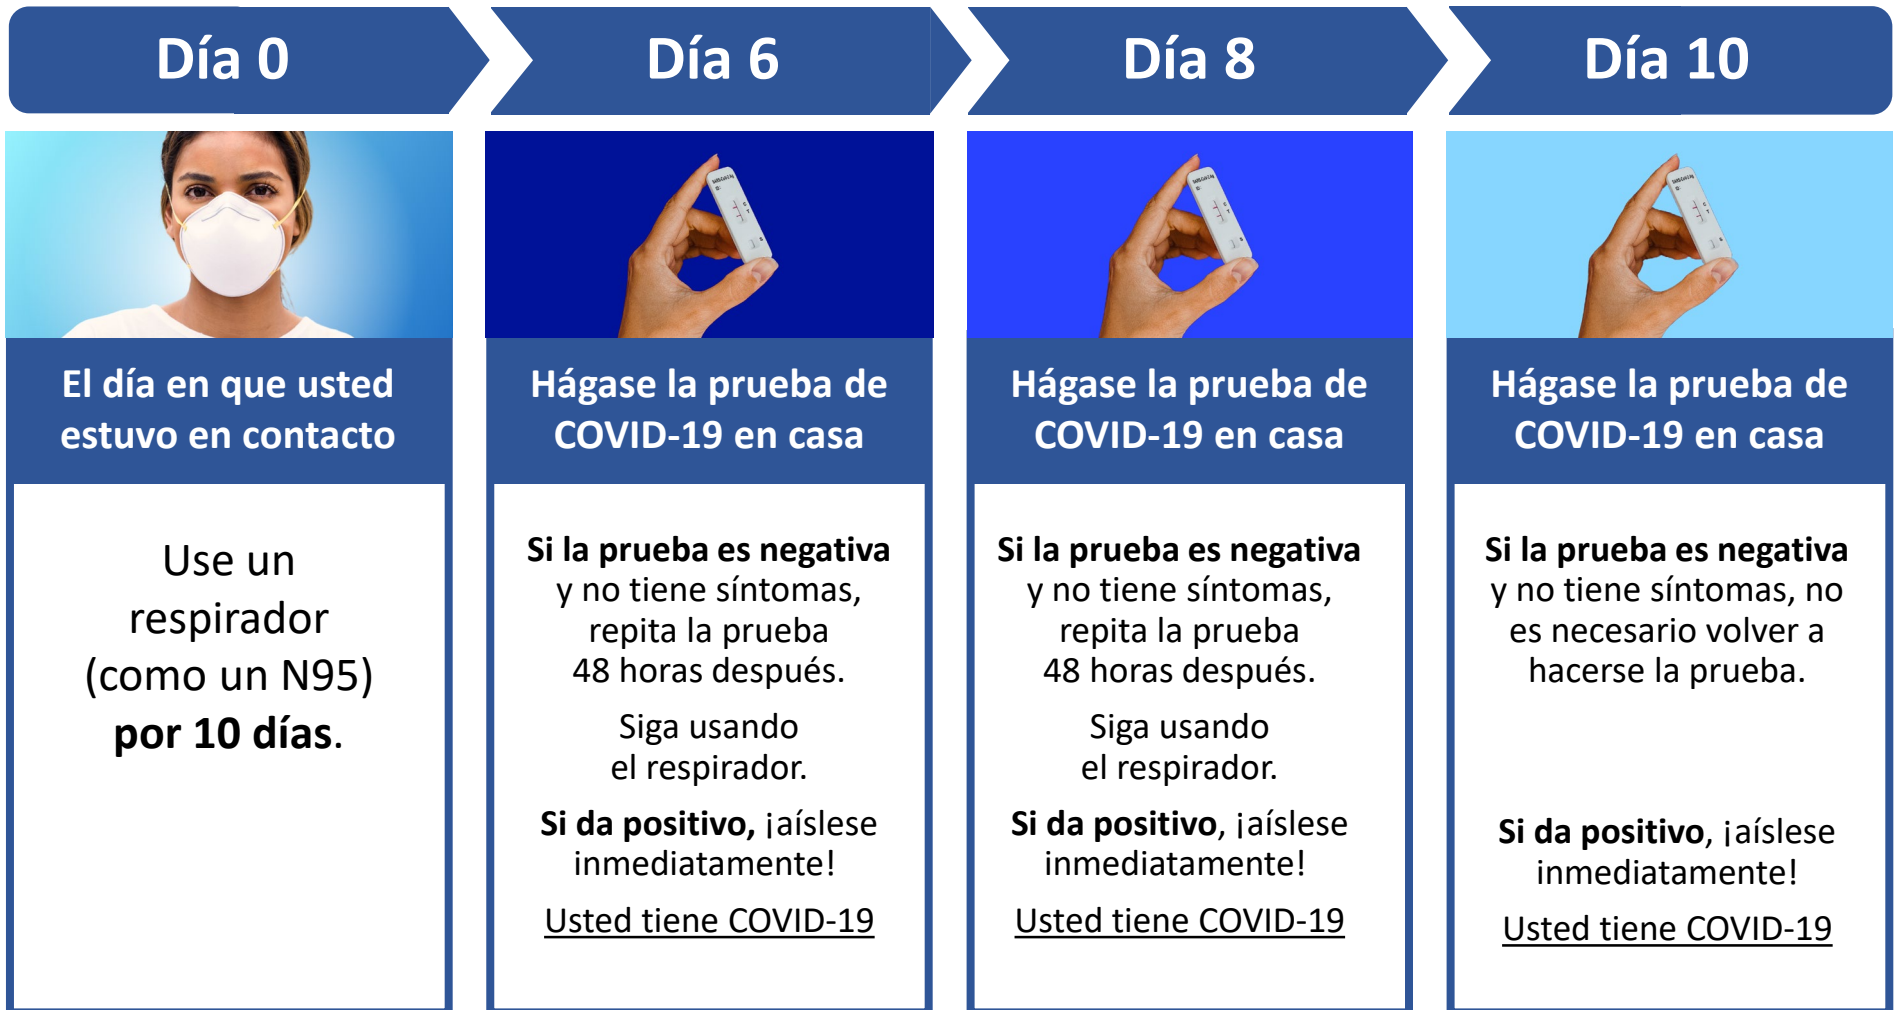 Día 0
Día 6
Día 8
Día 10
El día en que usted
estuvo en contacto
Use un
respirador
(como un N95)
por 10 días.
Hágase la prueba de
COVID-19 en casa
Si la prueba es negativa
y no tiene síntomas,
repita la prueba
48 horas después.
Siga usando
el respirador.
Si da positivo, ¡aíslese
inmediatamente!
Usted tiene COVID-19
Hágase la prueba de
COVID-19 en casa
Si la prueba es negativa
y no tiene síntomas,
repita la prueba
48 horas después.
Siga usando
el respirador.
Si da positivo, ¡aíslese
inmediatamente!
Usted tiene COVID-19
Hágase la prueba de
COVID-19 en casa
Si la prueba es negativa
y no tiene síntomas, no
es necesario volver a
hacerse la prueba.
Si da positivo, ¡aíslese
inmediatamente!
Usted tiene COVID-19